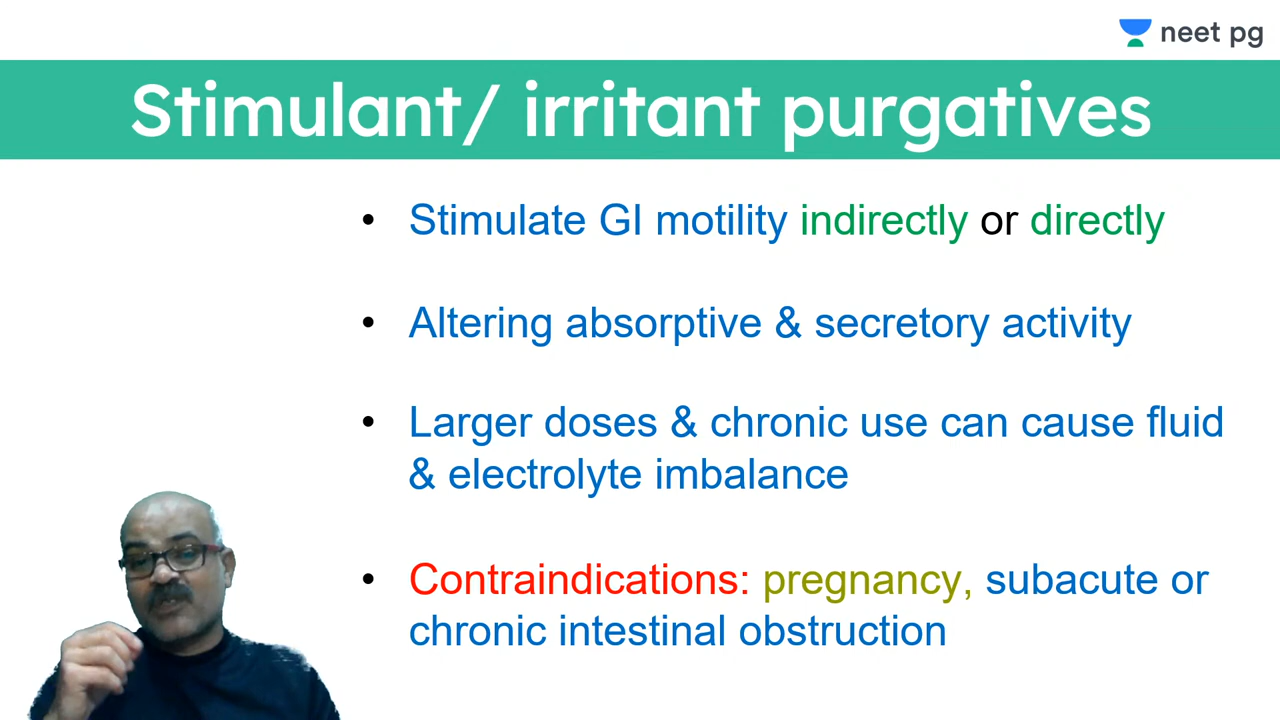 neet pg
Stimulant/ irritant purgatives
• Stimulate GI motility indirectly or directly
• Altering absorptive & secretory activity
• Larger doses & chronic use can cause fluid
& electrolyte imbalance
• Contraindications: pregnancy, subacute or
chronic intestinal obstruction